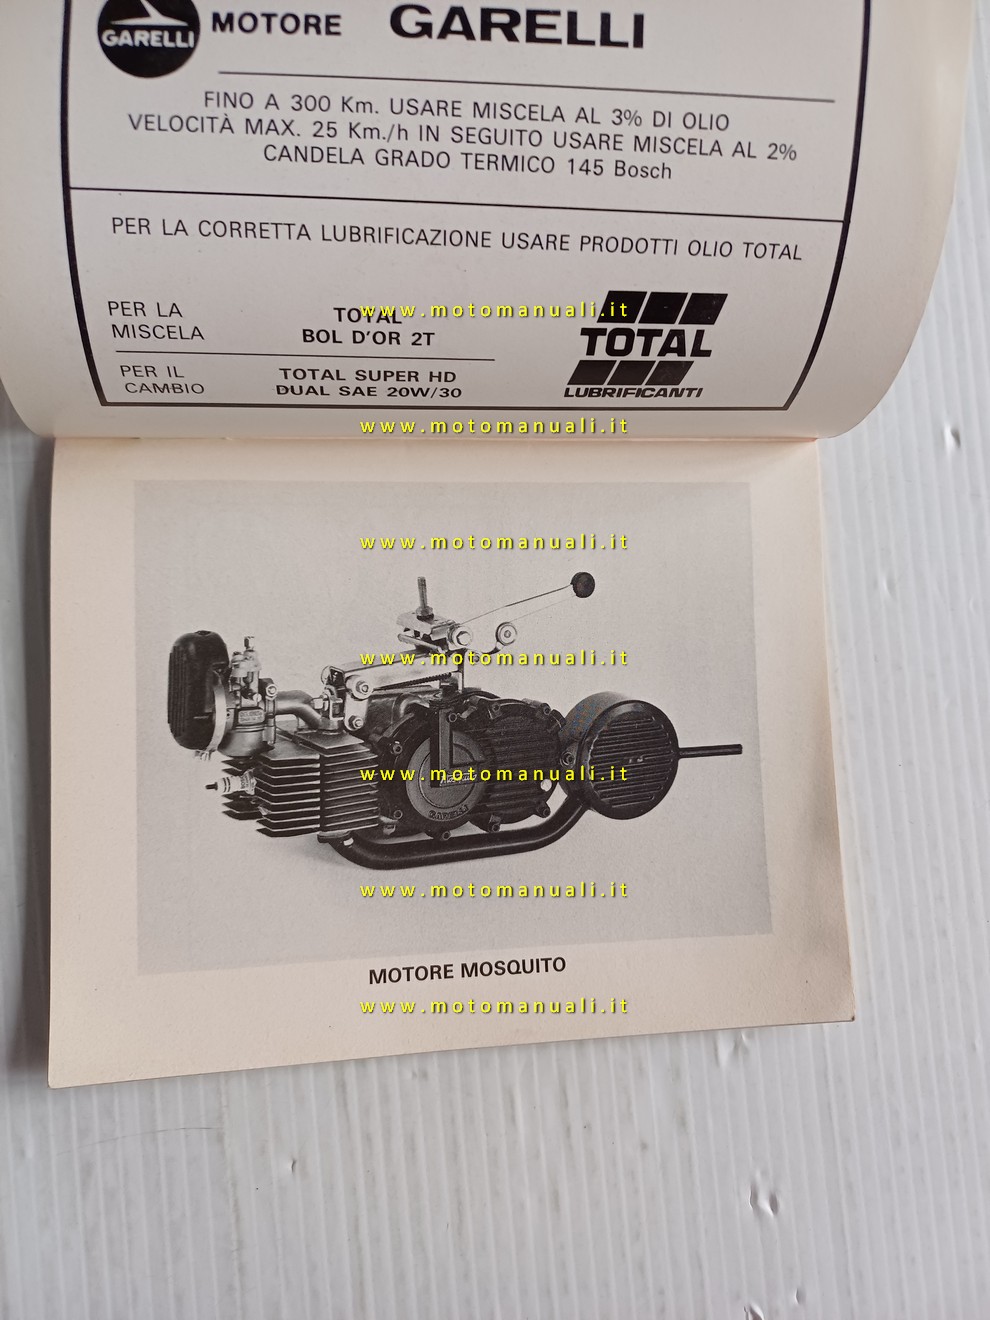 GARELLI
MOTORE GARELLI
FINO A 300 Km. USARE MISCELA AL 3% DI OLIO
VELOCITÀ MAX. 25 Km./h IN SEGUITO USARE MISCELA AL 2%
CANDELA GRADO TERMICO 145 Bosch
PER LA CORRETTA LUBRIFICAZIONE USARE PRODOTTI OLIO TOTAL
PER LA
MISCELA
TOTAL
BOL D'OR 2T
PER IL
CAMBIO
TOTAL SUPER HD
DUAL SAE 20W/30
TOTAL
LUBRIFICANTI
www.motomanuali.it
www.motomanuali.it
www.motomanuali.it
www.motomanuali.it
www.motomanuali.it
GARELLI
www.motomanuali.it
MOTORE MOSQUITO
www.motomanuali.it